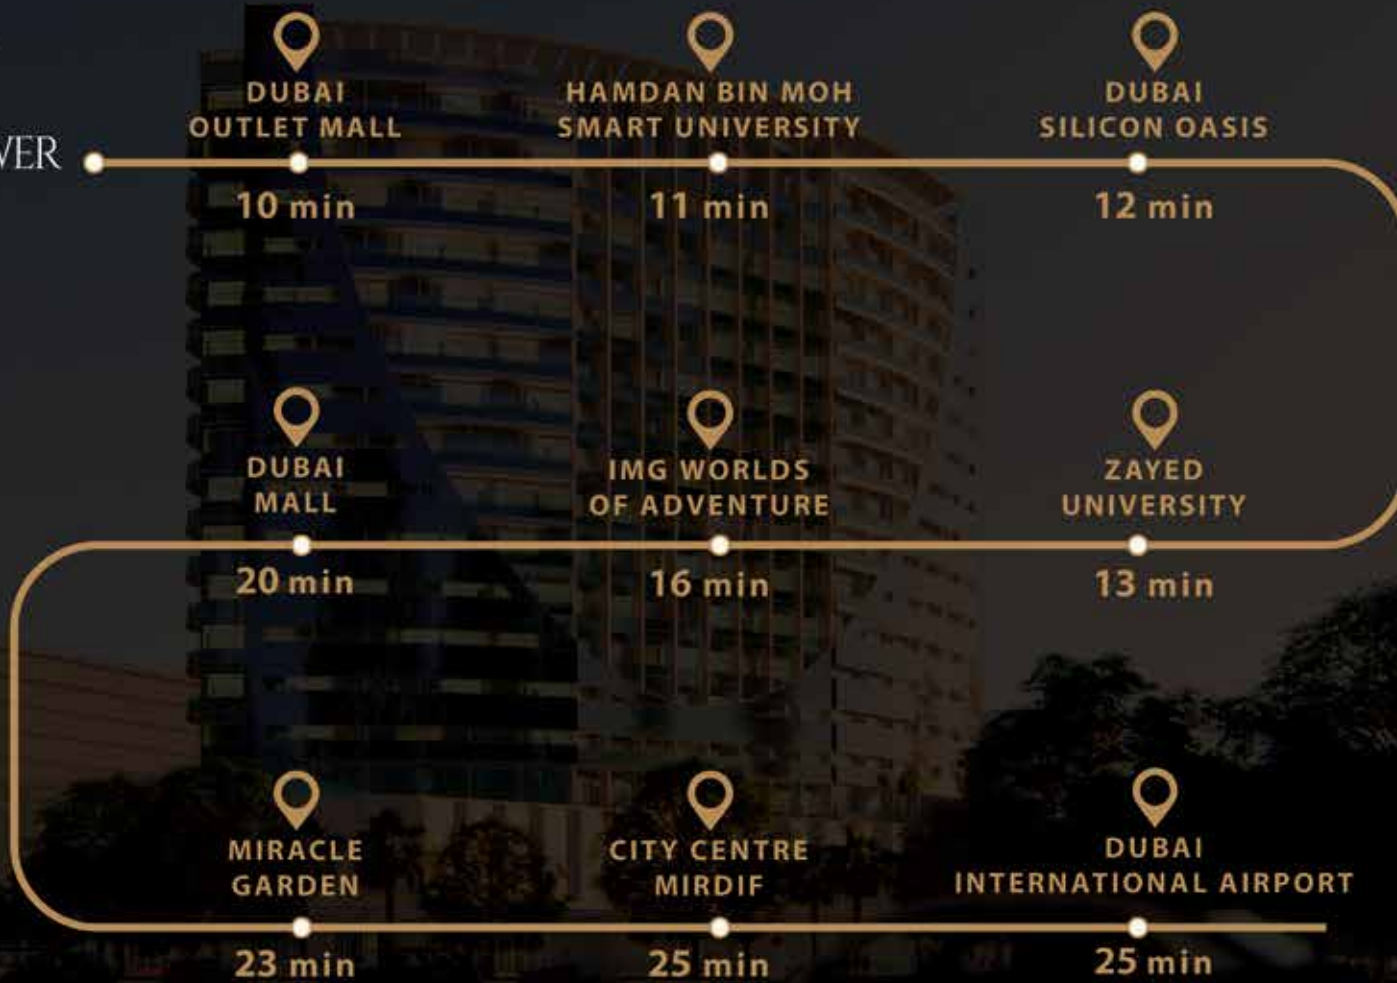 DUBAI
OUTLET MALL
10 min
HAMDAN BIN MOH
SMART UNIVERSITY
11 min
DUBAI
SILICON OASIS
12 min
DUBAI
MALL
20 min
IMG WORLDS
OF ADVENTURE
16 min
ZAYED
UNIVERSITY
13 min
MIRACLE
GARDEN
23 min
CITY CENTRE
MIRDIF
25 min
DUBAI
INTERNATIONAL AIRPORT
25 min